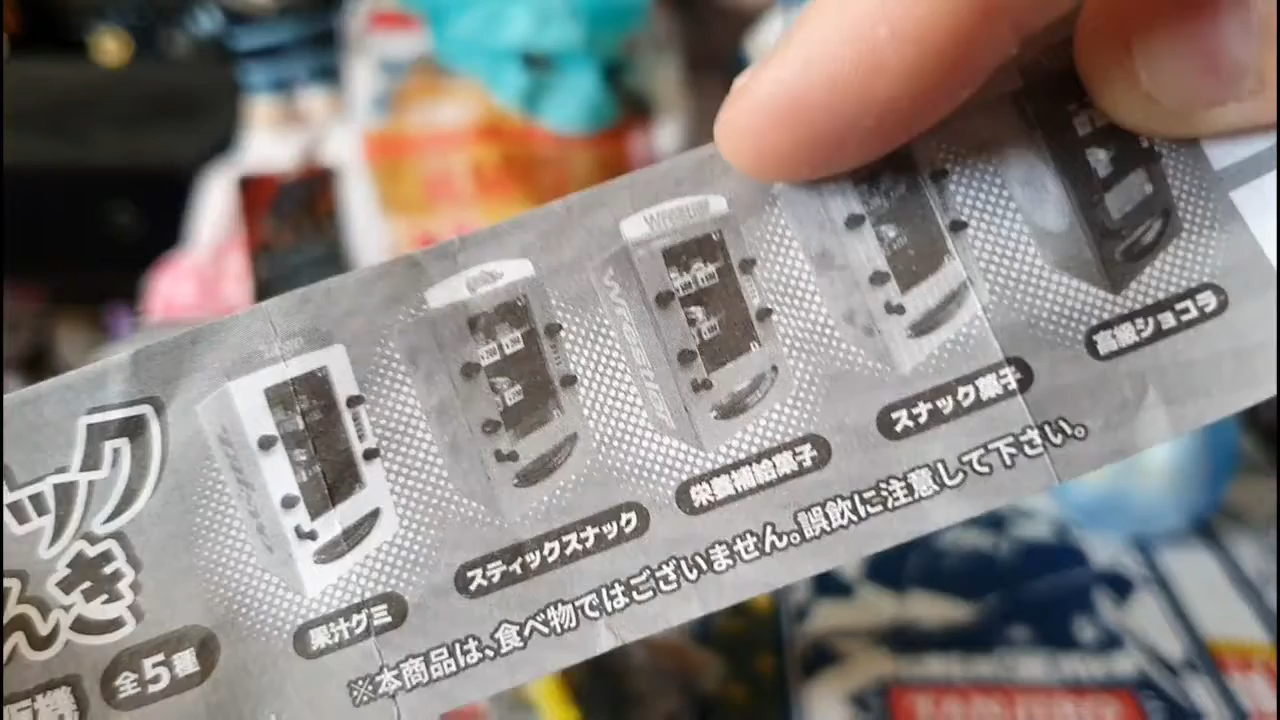 ック
んき
販機
全5種
果汁グミ
スティックスナック
栄養補給菓子
スナック菓子
高級ショコラ
※本商品は、食べ物ではございません。誤飲に注意して下さい。